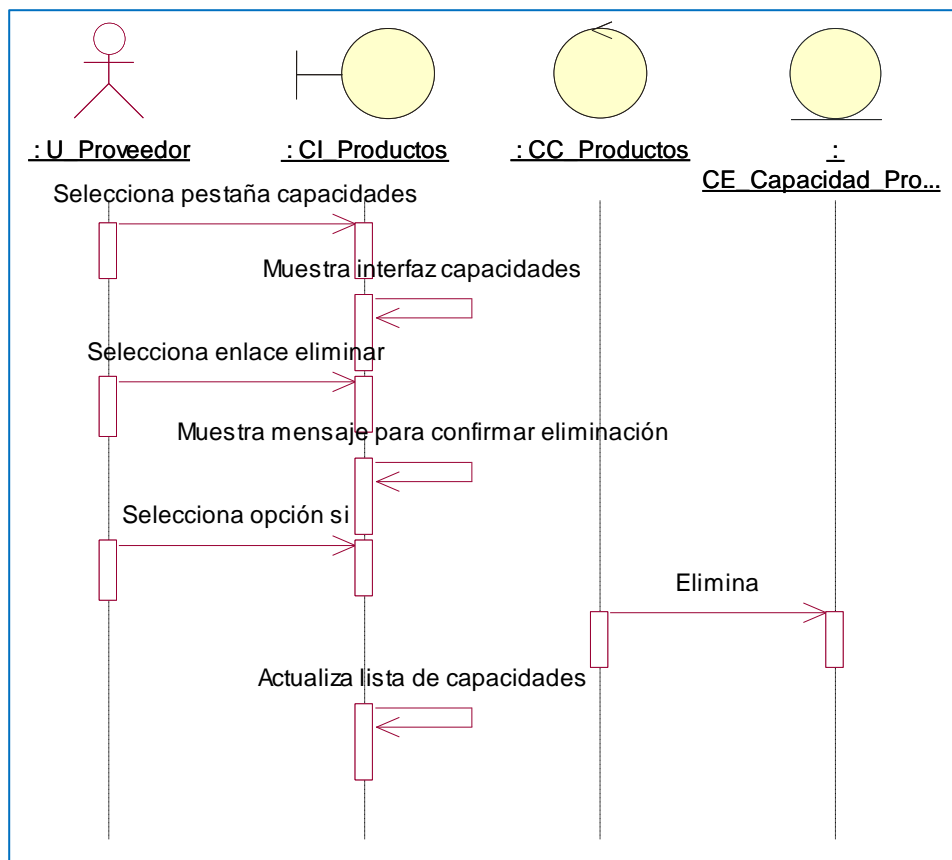 : U_Proveedor
: CI_Productos
: CC_Productos
:
CE_Capacidad_Pro...
Selecciona pestaña capacidades
Muestra interfaz capacidades
Selecciona enlace eliminar
Muestra mensaje para confirmar eliminación
Selecciona opción si
Elimina
Actualiza lista de capacidades